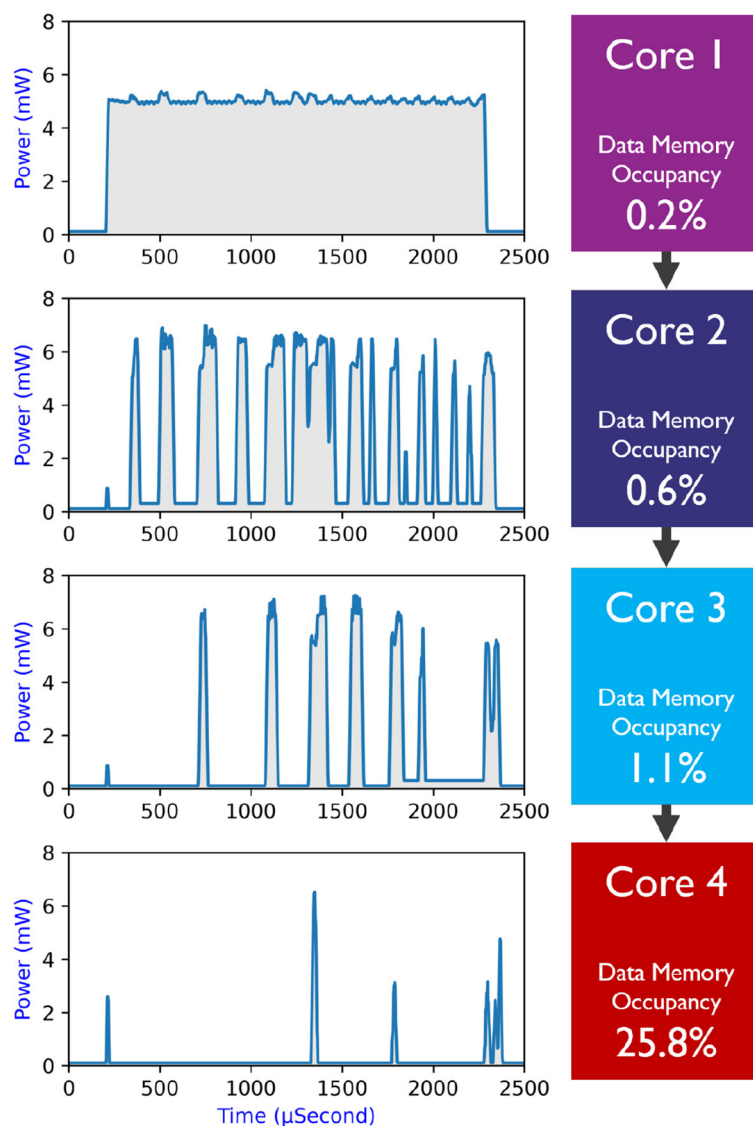 8
6
4
2
0
Power (mW)
0 500 1000 1500 2000 2500
Core 1
Data Memory
Occupancy
0.2%
8
6
4
2
0
Power (mW)
0 500 1000 1500 2000 2500
Core 2
Data Memory
Occupancy
0.6%
8
6
4
2
0
Power (mW)
0 500 1000 1500 2000 2500
Core 3
Data Memory
Occupancy
1.1%
8
6
4
2
0
Power (mW)
0 500 1000 1500 2000 2500
Time (μSecond)
Core 4
Data Memory
Occupancy
25.8%